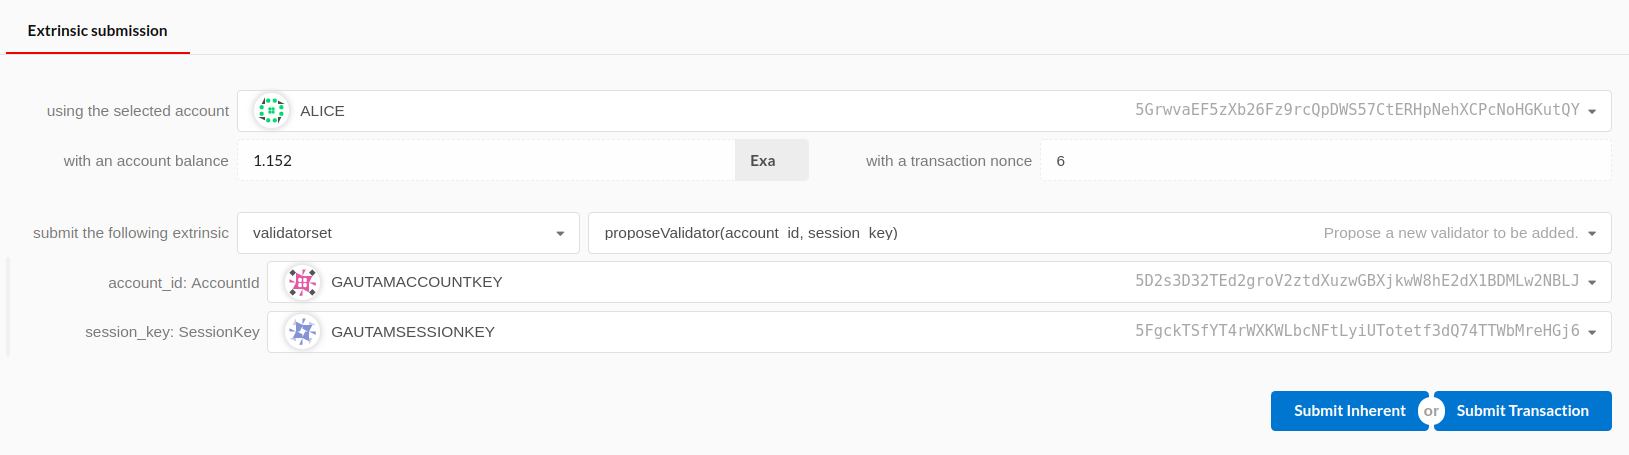 Extrinsic submission
using the selected account ALICE 5GrwvaEF5zXb26Fz9rcQpDWS57CtERHpNehXCPcNoHGKutQY
with an account balance 1.152 Exa with a transaction nonce 6
submit the following extrinsic validatorset proposeValidator(account_id, session_key) Propose a new validator to be added.
account_id: AccountId GAUTAMACCOUNTKEY 5D2s3D32TEd2groV2ztdXuzwGBXjkwW8hE2dX1BDMLw2NBLJ
session_key: SessionKey GAUTAMSESSIONKEY 5FgckTSfYT4rWXKWLbcNFtLyiUTotetf3dQ74TTWbMreHGj6
Submit Inherent or Submit Transaction